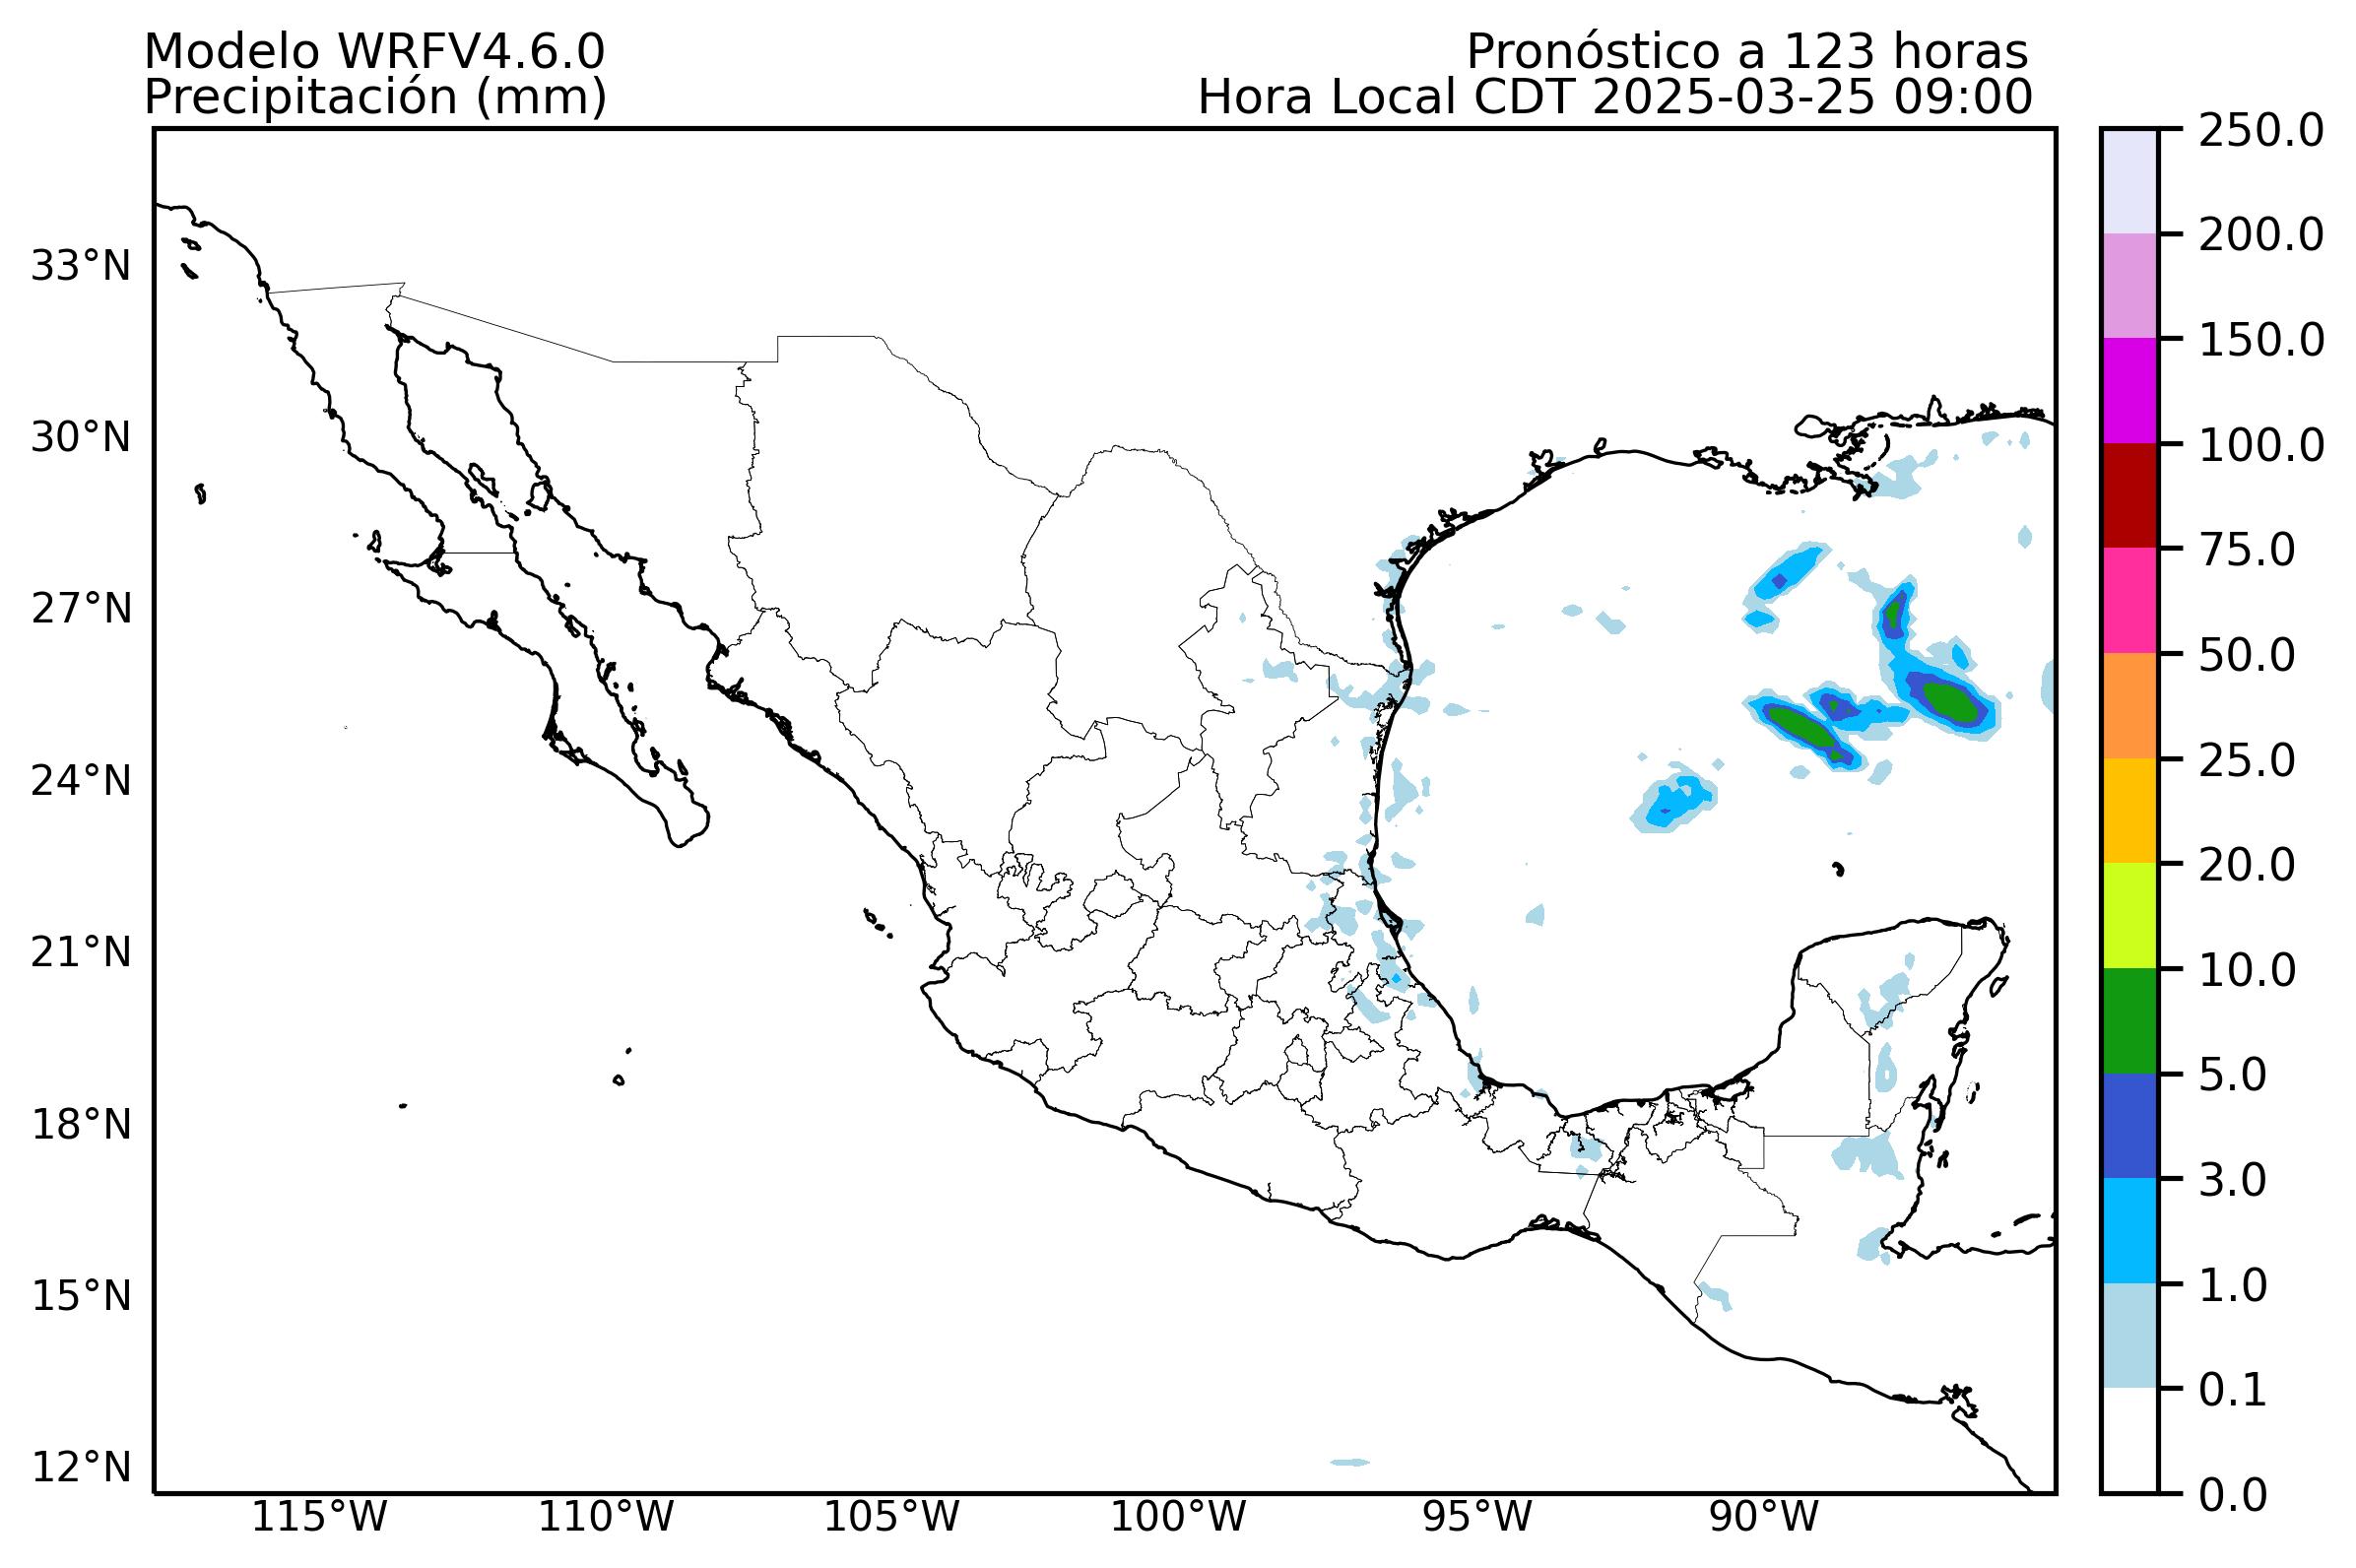 Modelo WRFV4.6.0
Precipitación (mm)
Pronóstico a 123 horas
Hora Local CDT 2025-03-25 09:00
33°N
30°N
27°N
24°N
21°N
18°N
15°N
12°N
115°W
110°W
105°W
100°W
95°W
90°W
250.0
200.0
150.0
100.0
75.0
50.0
25.0
20.0
10.0
5.0
3.0
1.0
0.1
0.0